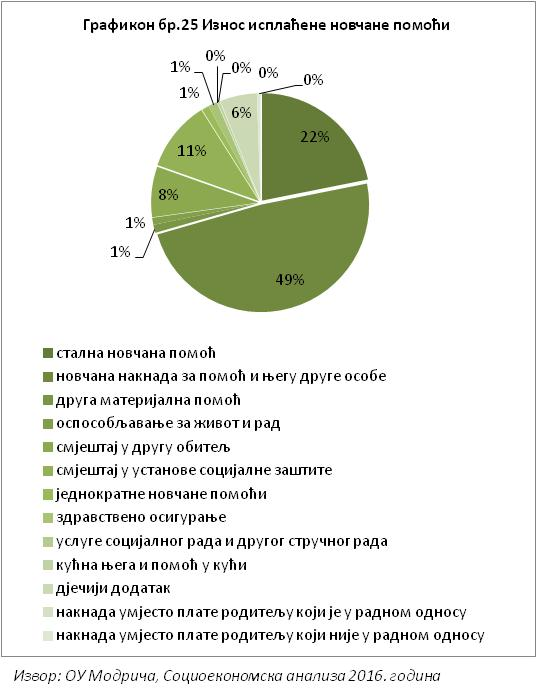 Графикон бр.25 Износ исплаћене новчане помоћи
0%
1%
0%
0%
0%
1%
6%
22%
11%
8%
1%
1%
49%
стална новчана помоћ
новчана накнада за помоћ и његу друге особе
друга материјална помоћ
оспособљавање за живот и рад
смјештај у другу обитељ
смјештај у установе социјалне заштите
једнократне новчане помоћи
здравствено осигурање
услуге социјалног рада и другог стручног рада
кућна њега и помоћ у кући
дјечији додатак
накнада умјесто плате родитељу који је у радном односу
накнада умјесто плате родитељу који није у радном односу
Извор: ОУ Модрича, Социоекономска анализа 2016. година